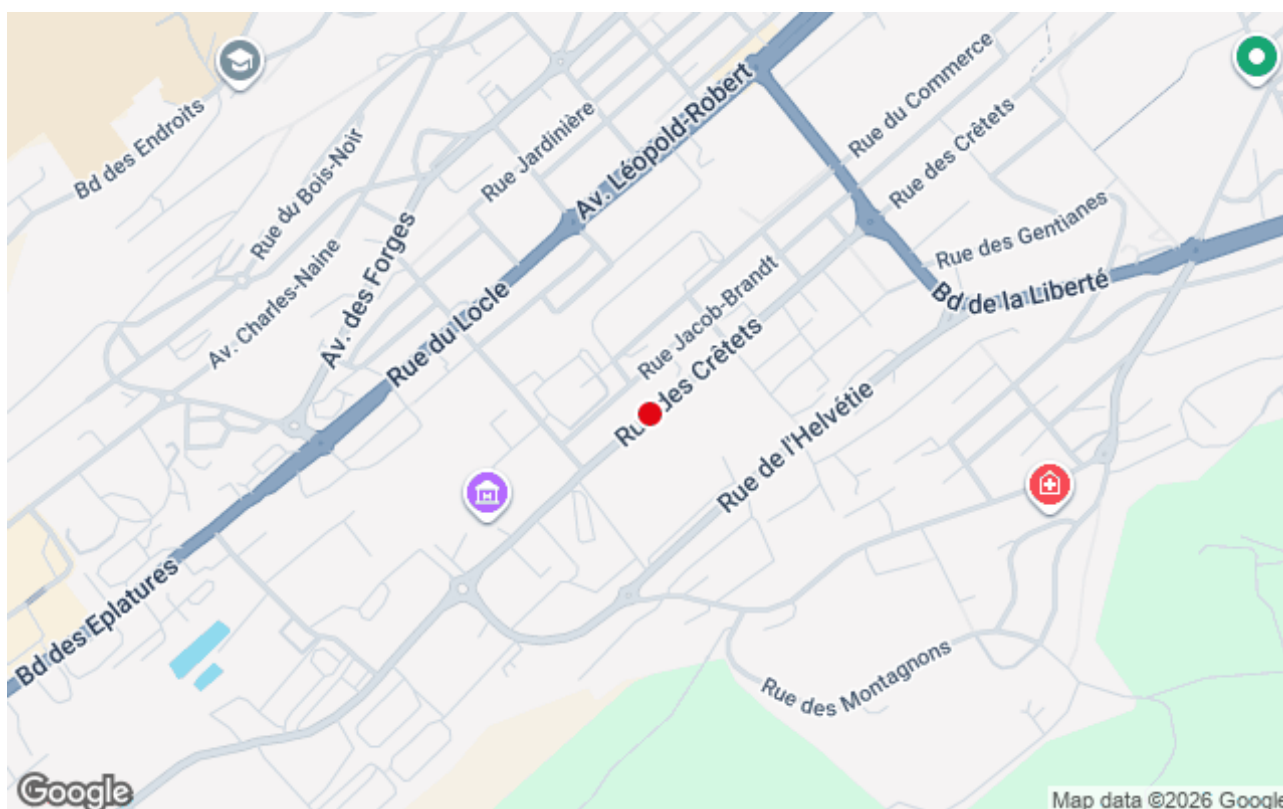 Bd des Endroits
Rue du Bois-Noir
Av. Charles-Naine
Av. des Forges
Rue Jardinière
Av. Léopold-Robert
Rue du Locle
Rue du Commerce
Rue des Crêtets
Rue des Gentianes
Bd de la Liberté
Rue Jacob-Brandt
Rue des Crêtets
Rue de l'Helvétie
Bd des Eplatures
Rue des Montagnons
Google
Map data ©2026 Google